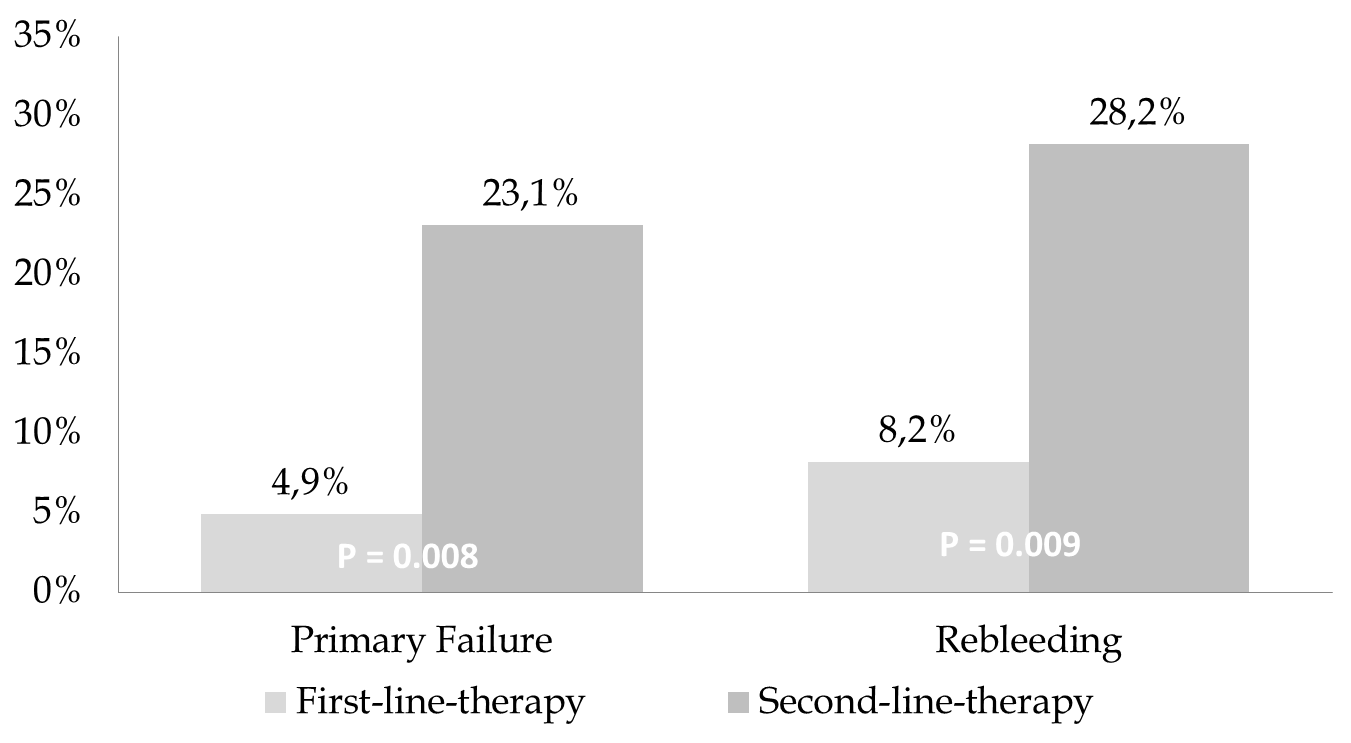 35%
30%
25%
20%
15%
10%
5%
0%
4,9%
23,1%
8,2%
28,2%
P = 0.008
P = 0.009
Primary Failure
Rebleeding
First-line-therapy
Second-line-therapy